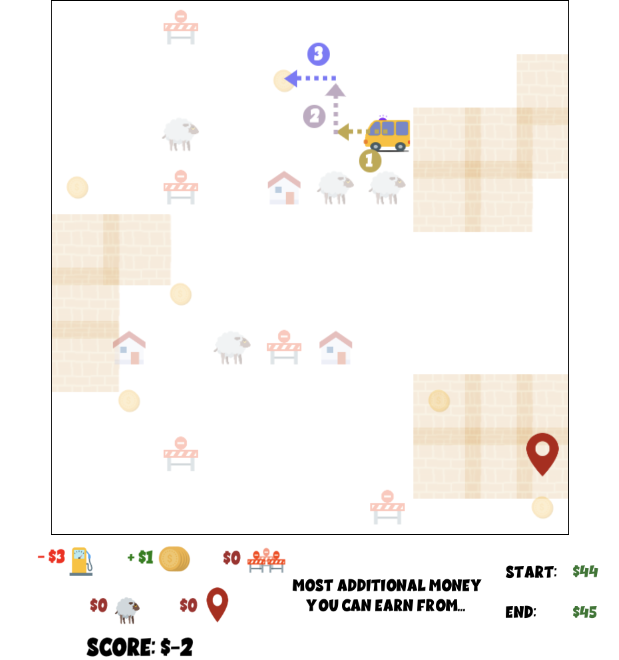 3
2
1
- $3 + $1 $0
$0 $0
SCORE: $-2
MOST ADDITIONAL MONEY
YOU CAN EARN FROM...
START: $44
END: $45